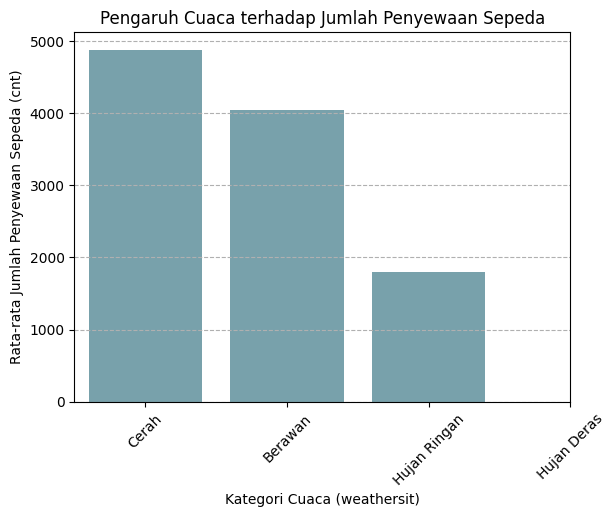 Pengaruh Cuaca terhadap Jumlah Penyewaan Sepeda
Rata-rata Jumlah Penyewaan Sepeda (cnt)
5000
4000
3000
2000
1000
0
Cerah
Berawan
Hujan Ringan
Hujan Deras
Kategori Cuaca (weathersit)